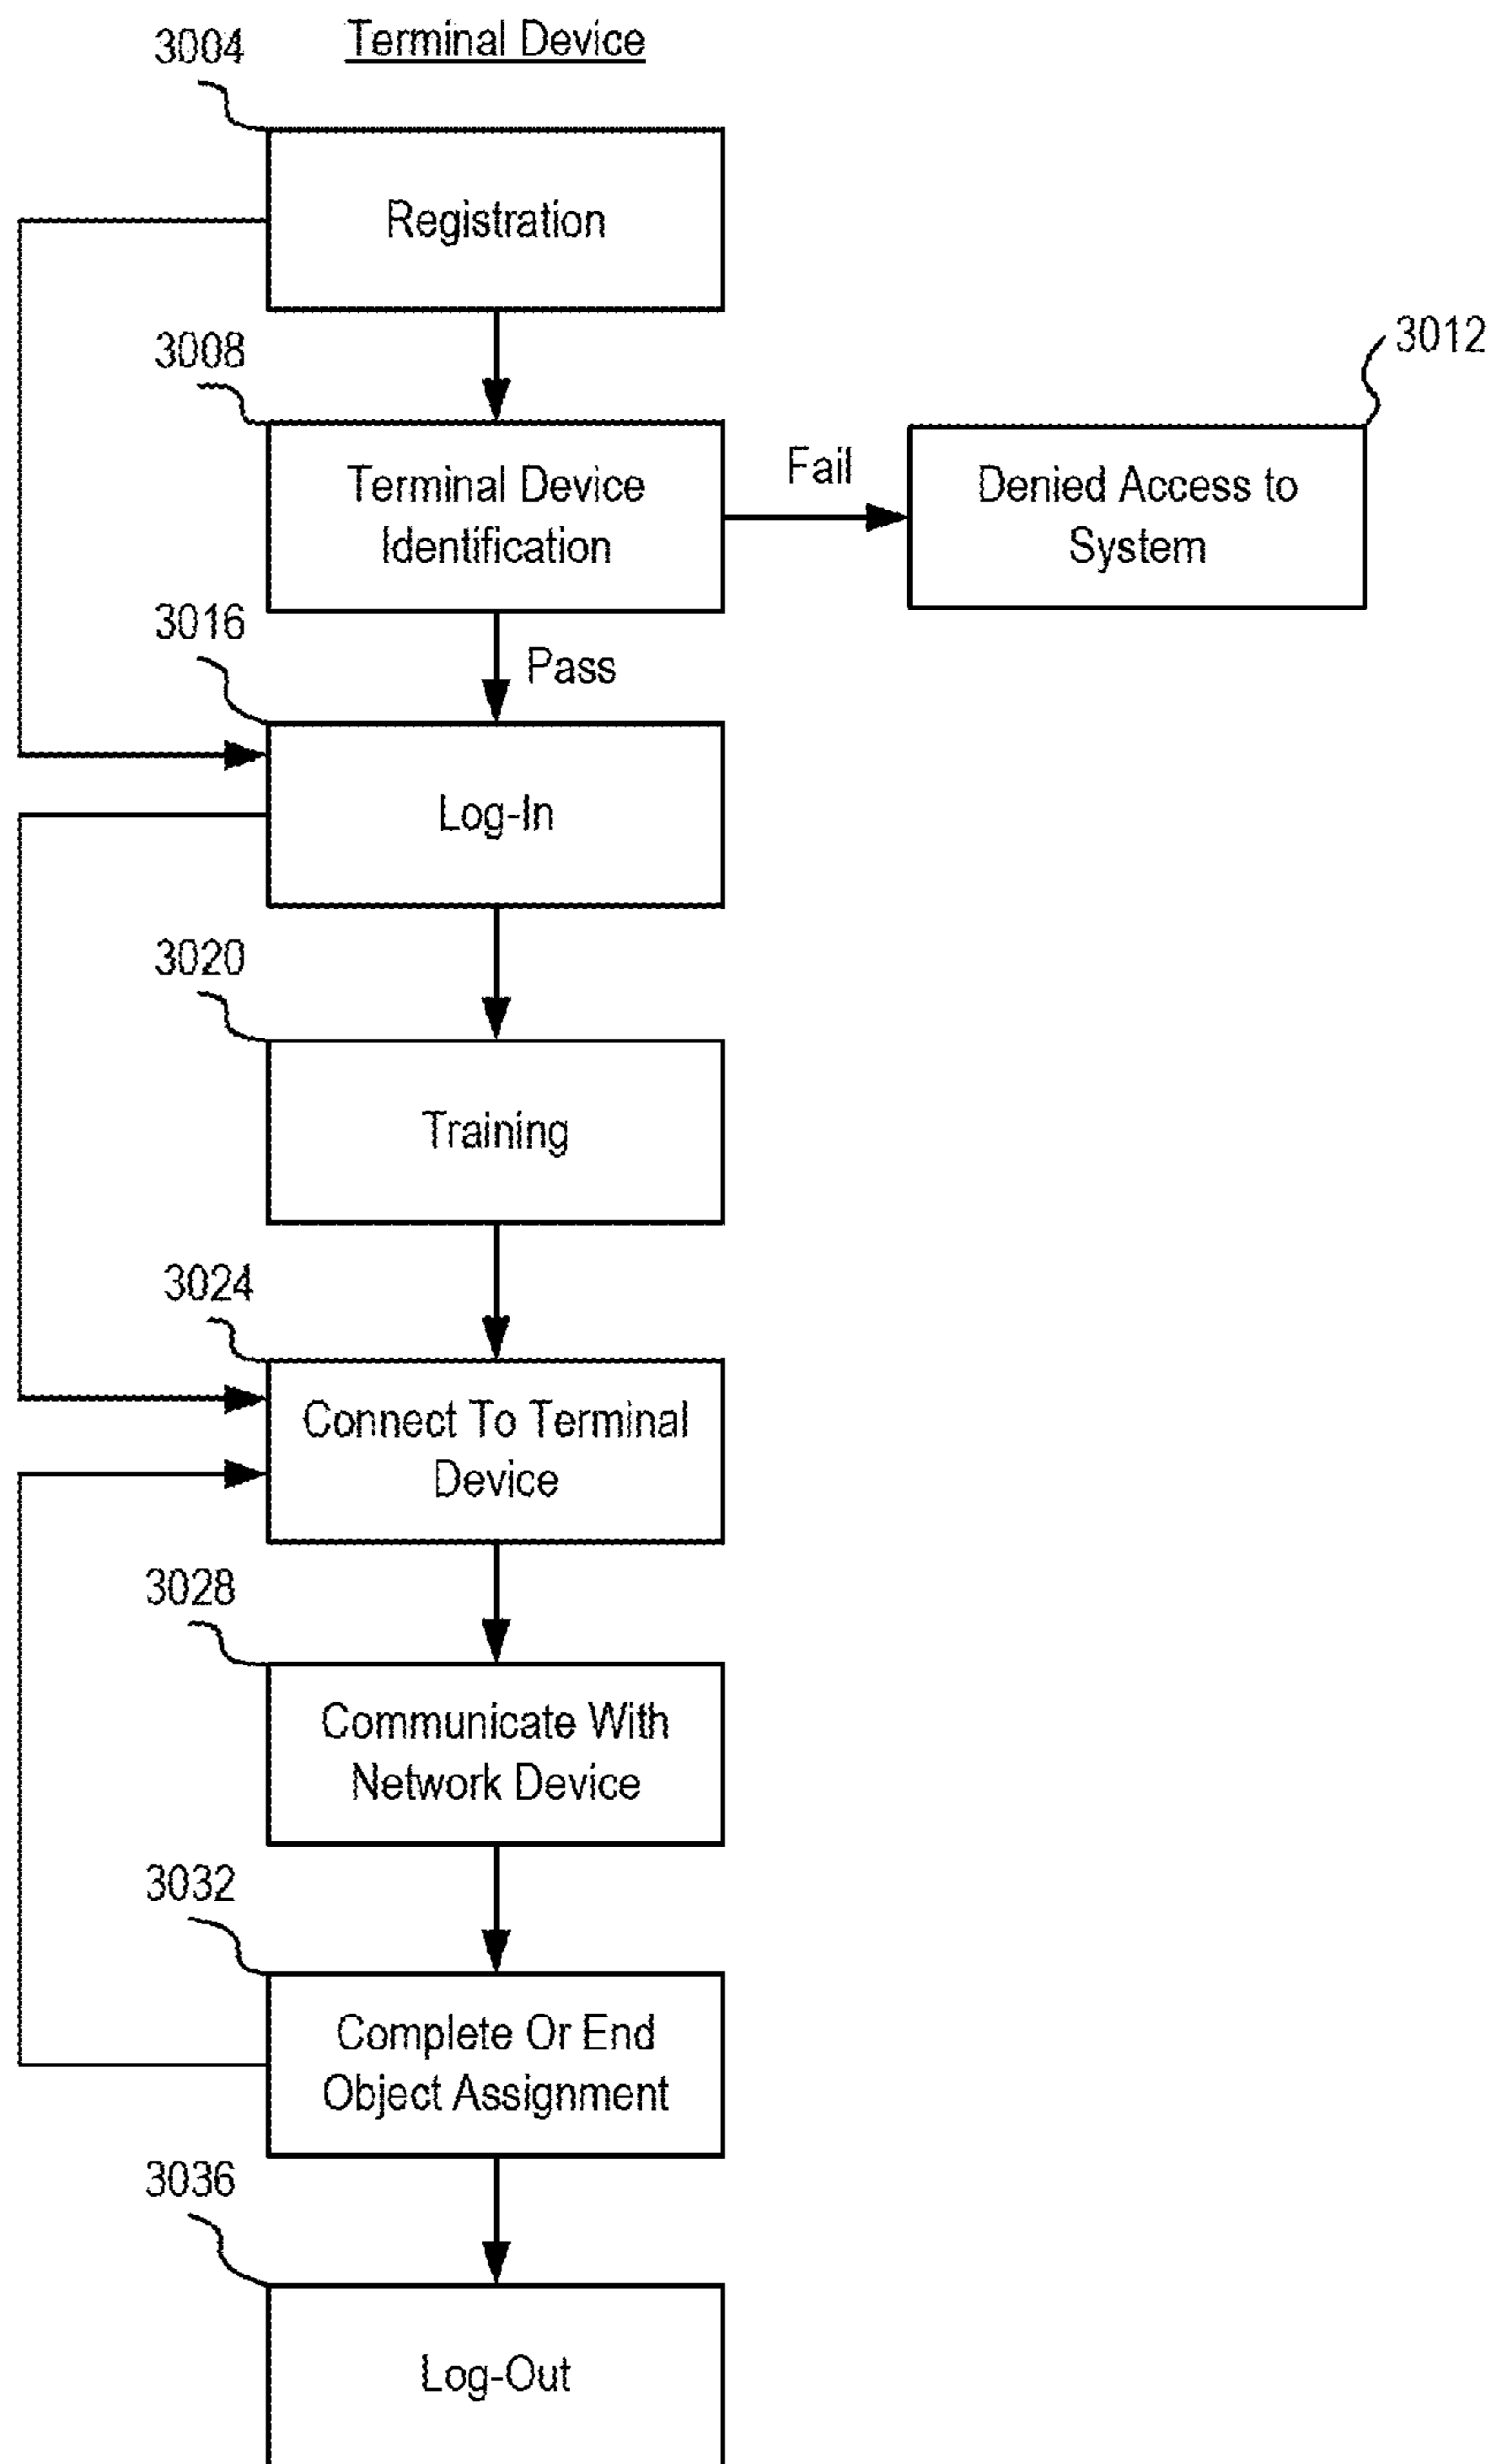 Terminal Device
3004
Registration
3008
Terminal Device
Identification
Fail
3012
Denied Access to
System
Pass
3016
Log-In
3020
Training
3024
Connect To Terminal
Device
3028
Communicate With
Network Device
3032
Complete Or End
Object Assignment
3036
Log-Out